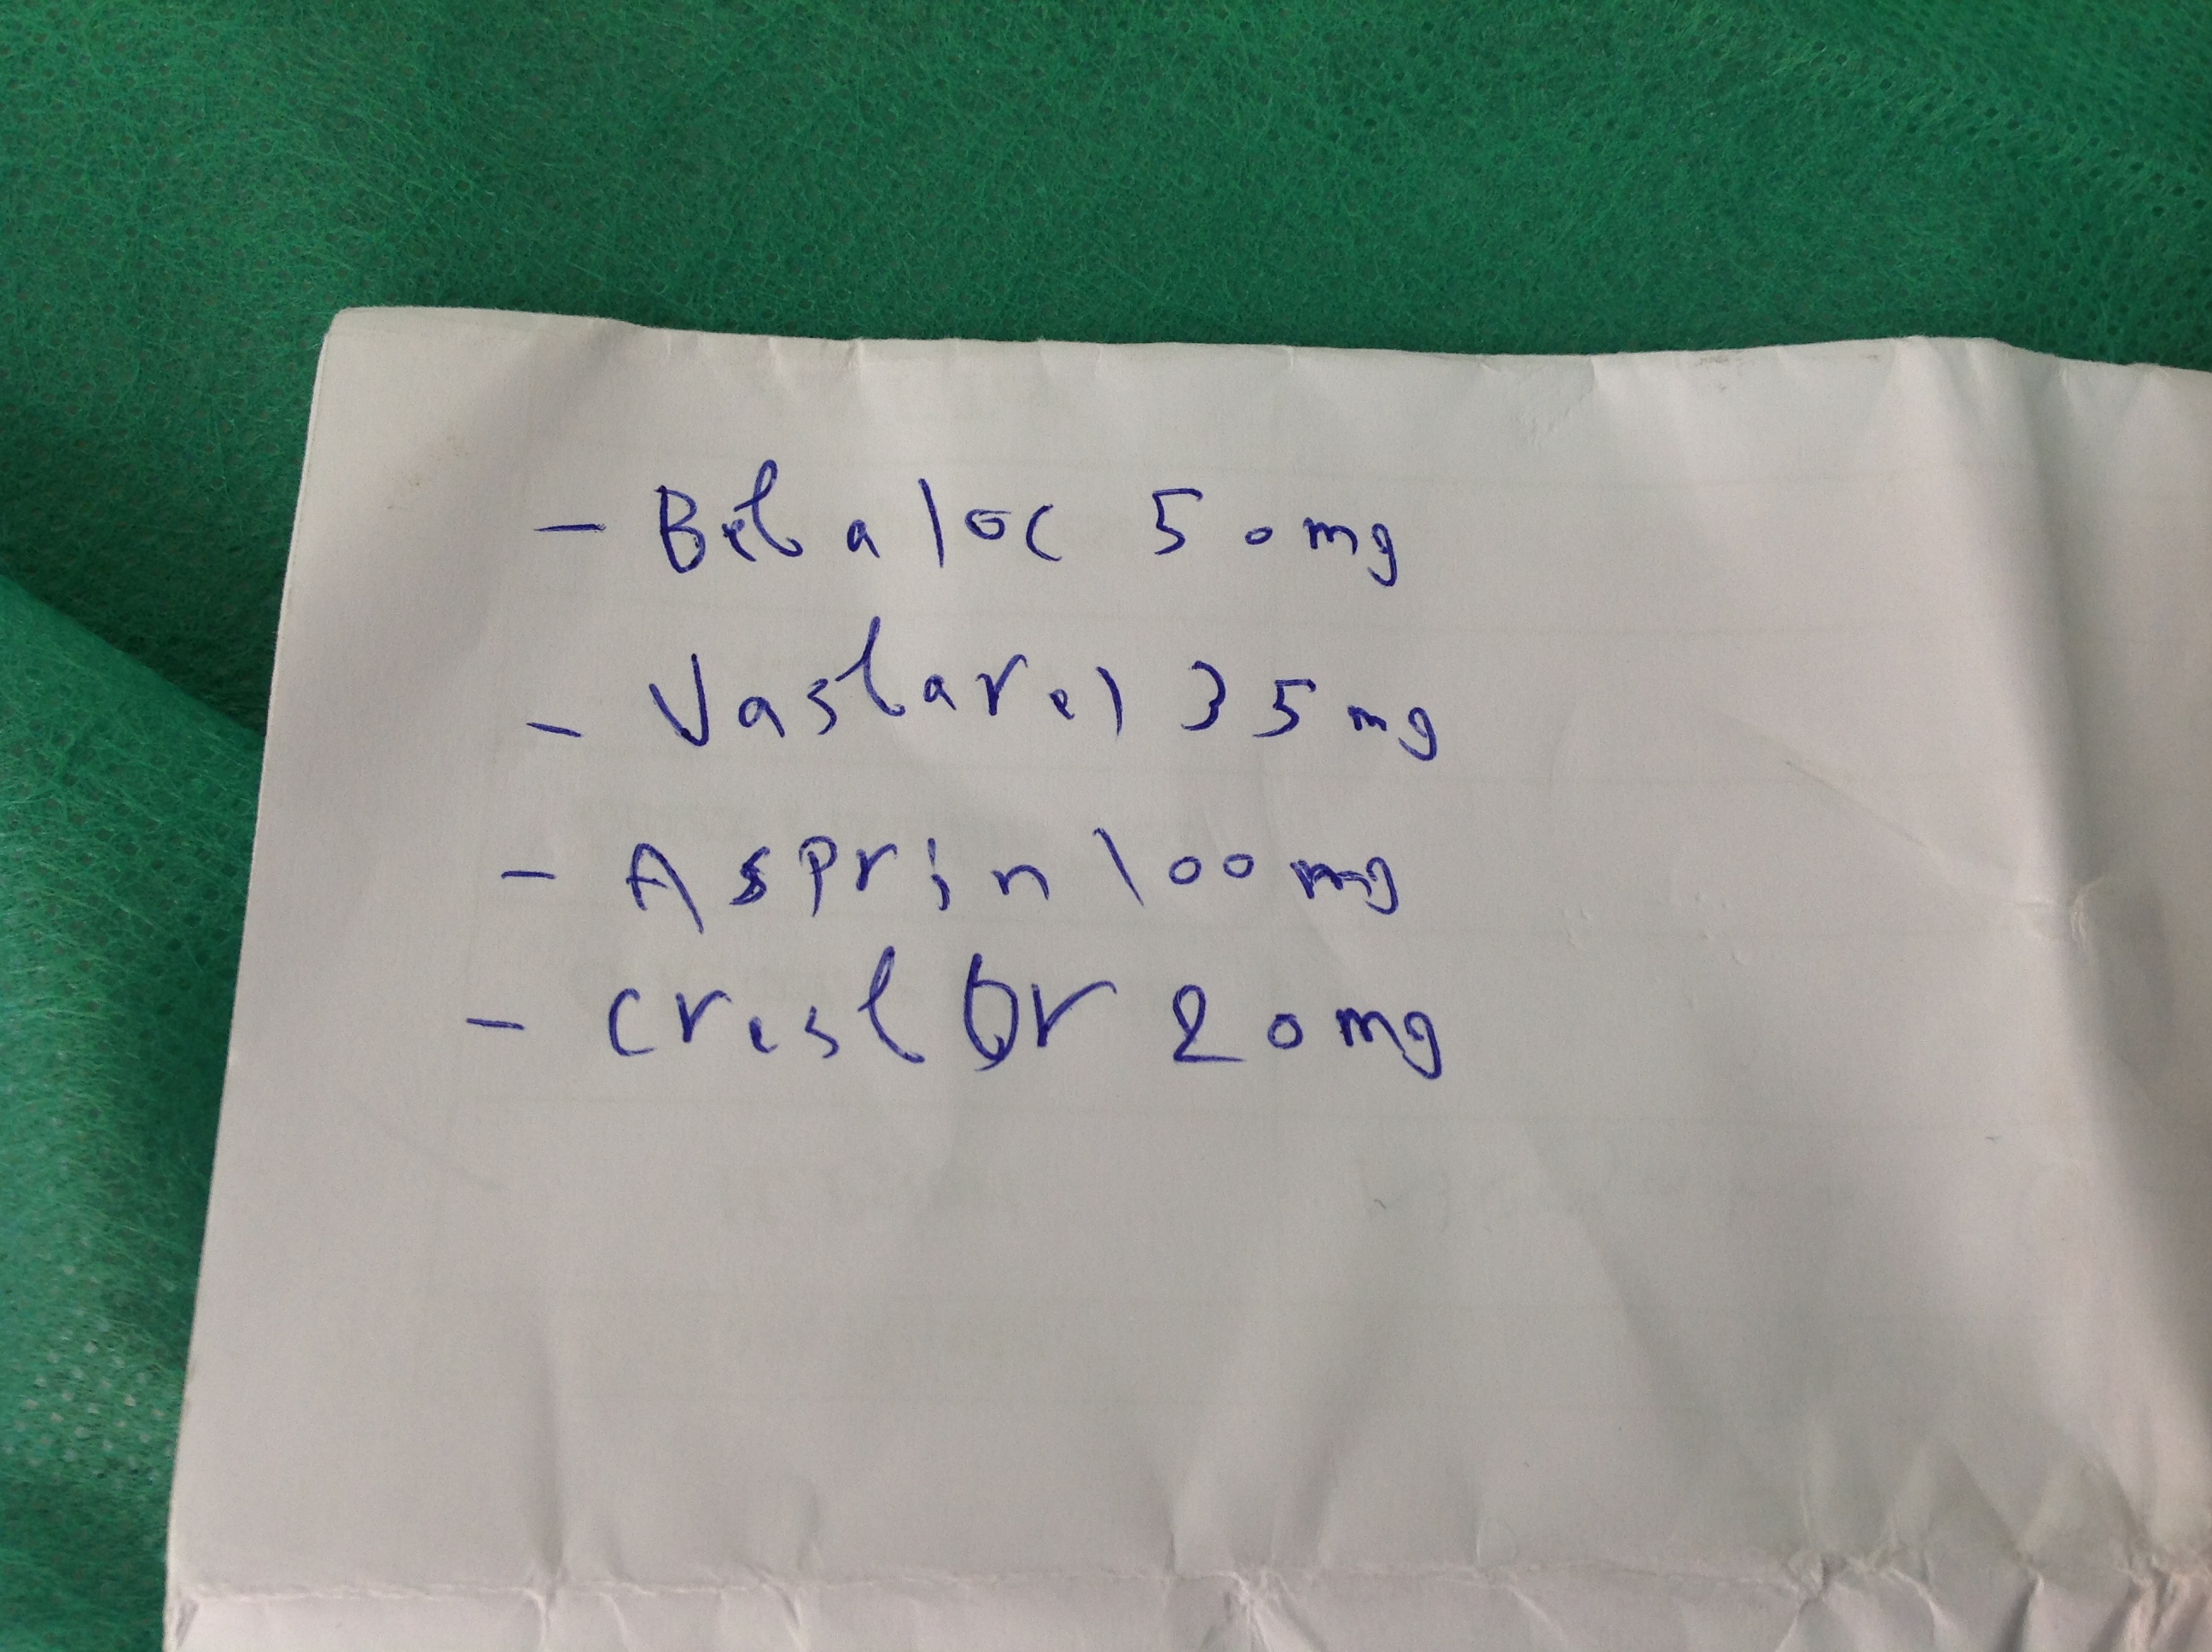 - Betaloc 50mg
- Vastarel 35mg
- Asprin 100mg
- Crestor 20mg